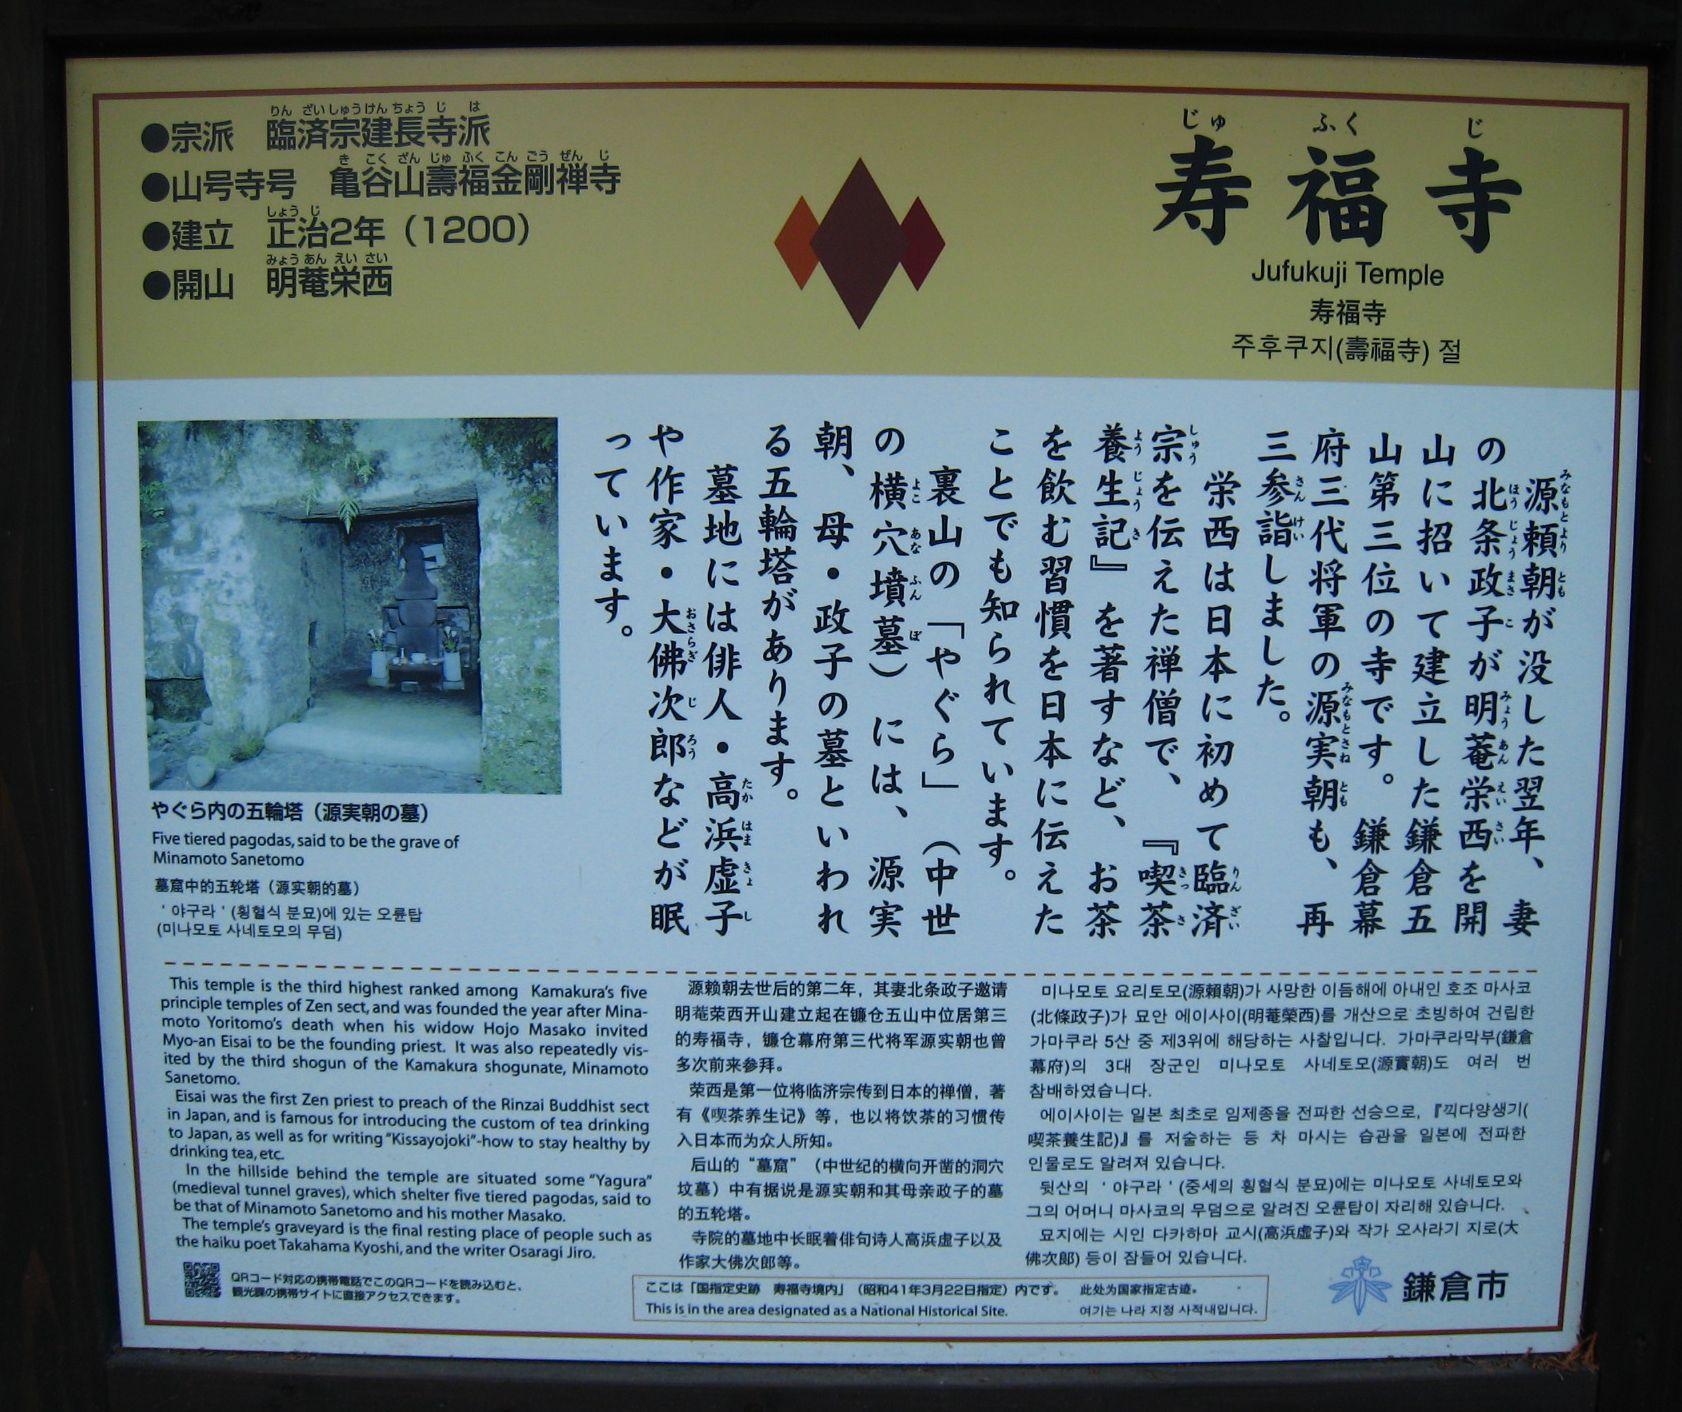 ●宗派　臨済宗建長寺派
●山号寺号　亀谷山壽福金剛禅寺
●建立　正治2年（1200）
●開山　明菴栄西
じゅ ふく じ
寿福寺
Jufukuji Temple
寿福寺
주후쿠지(壽福寺) 절
源頼朝が没した翌年、妻
の北条政子が明菴栄西を開
山に招いて建立した鎌倉五
山第三位の寺です。鎌倉幕
府三代将軍の源実朝も、再
三参詣しました。
栄西は日本に初めて臨済
宗を伝えた禅僧で、『喫茶
養生記』を著すなど、お茶
を飲む習慣を日本に伝えた
ことでも知られています。
裏山の「やぐら」（中世
の横穴墳墓）には、源実
朝、母・政子の墓といわれ
る五輪塔があります。
墓地には俳人・高浜虚子
や作家・大佛次郎などが眠
っています。
やぐら内の五輪塔（源実朝の墓）
Five tiered pagodas, said to be the grave of
Minamoto Sanetomo
墓窟中的五轮塔（源实朝的墓）
＇야구라＇(횡혈식 분묘)에 있는 오륜탑
(미나모토 사네토모의 무덤)
This temple is the third highest ranked among Kamakura's five
principle temples of Zen sect, and was founded the year after Mina-
moto Yoritomo's death when his widow Hojo Masako invited
Myo-an Eisai to be the founding priest. It was also repeatedly vis-
ited by the third shogun of the Kamakura shogunate, Minamoto
Sanetomo.
Eisai was the first Zen priest to preach of the Rinzai Buddhist sect
in Japan, and is famous for introducing the custom of tea drinking
to Japan, as well as for writing "Kissayojoki"-how to stay healthy by
drinking tea, etc.
In the hillside behind the temple are situated some "Yagura"
(medieval tunnel graves), which shelter five tiered pagodas, said to
be that of Minamoto Sanetomo and his mother Masako.
The temple's graveyard is the final resting place of people such as
the haiku poet Takahama Kyoshi, and the writer Osaragi Jiro.
源赖朝去世后的第二年，其妻北条政子邀请
明菴荣西开山建立起在镰仓五山中位居第三
的寿福寺，镰仓幕府第三代将军源实朝也曾
多次前来参拜。
荣西是第一位将临济宗传到日本的禅僧，著
有《喫茶养生记》等，也以将饮茶的习惯传
入日本而为众人所知。
后山的“墓窟”（中世纪的横向开凿的洞穴
坟墓）中有据说是源实朝和其母亲政子的墓
的五轮塔。
寺院的墓地中长眠着俳句诗人高浜虚子以及
作家大佛次郎等。
미나모토 요리토모(源賴朝)가 사망한 이듬해에 아내인 호조 마사코
(北條政子)가 묘안 에이사이(明菴榮西)를 개산으로 초빙하여 건립한
가마쿠라 5산 중 제3위에 해당하는 사찰입니다. 가마쿠라막부(鎌倉
幕府)의 3대 장군인 미나모토 사네토모(源實朝)도 여러 번
참배하였습니다.
에이사이는 일본 최초로 임제종을 전파한 선승으로,『끽다양생기(
喫茶養生記)』를 저술하는 등 차 마시는 습관을 일본에 전파한
인물로도 알려져 있습니다.
뒷산의 ＇야구라＇(중세의 횡혈식 분묘)에는 미나모토 사네토모와
그의 어머니 마사코의 무덤으로 알려진 오륜탑이 자리해 있습니다.
묘지에는 시인 다카하마 교시(高浜虛子)와 작가 오사라기 지로(大
佛次郞) 등이 잠들어 있습니다.
QRコード対応の携帯電話でこのQRコードを読み込むと、
観光課の携帯サイトに直接アクセスできます。
ここは「国指定史跡　寿福寺境内」（昭和41年3月22日指定）内です。　此处为国家指定古迹。
This is in the area designated as a National Historical Site.　여기는 나라 지정 사적내입니다.
鎌倉市